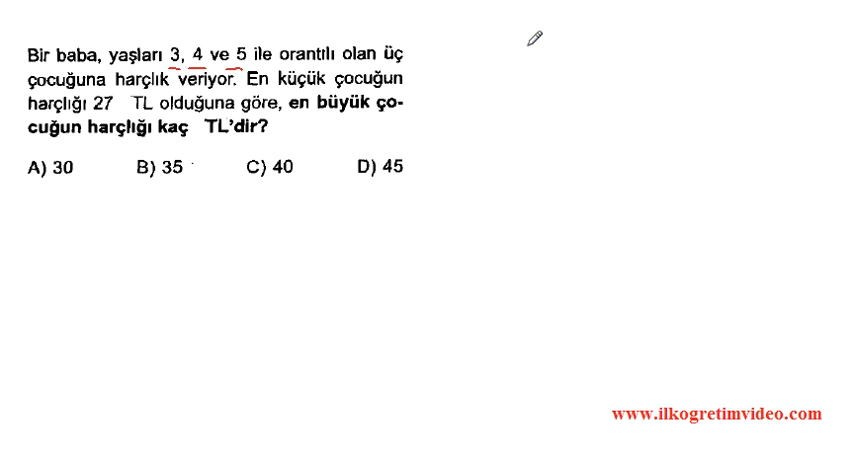 Bir baba, yaşları 3, 4 ve 5 ile orantılı olan üç
çocuğuna harçlık veriyor. En küçük çocuğun
harçlığı 27 TL olduğuna göre, en büyük ço-
cuğun harçlığı kaç TL'dir?
A) 30 B) 35 C) 40 D) 45
www.ilkogretimvideo.com